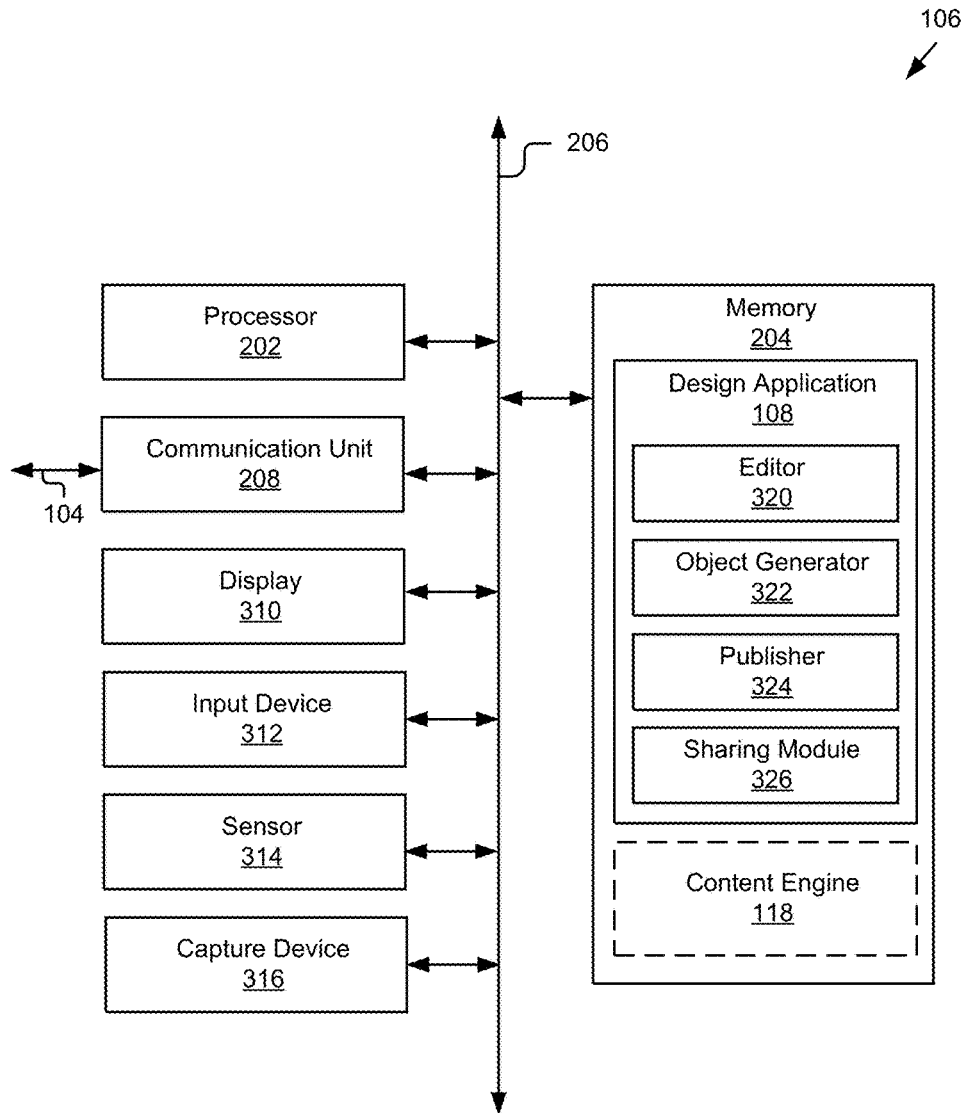 106
206
Processor
202
Communication Unit
208
104
Display
310
Input Device
312
Sensor
314
Capture Device
316
Memory
204
Design Application
108
Editor
320
Object Generator
322
Publisher
324
Sharing Module
326
Content Engine
118